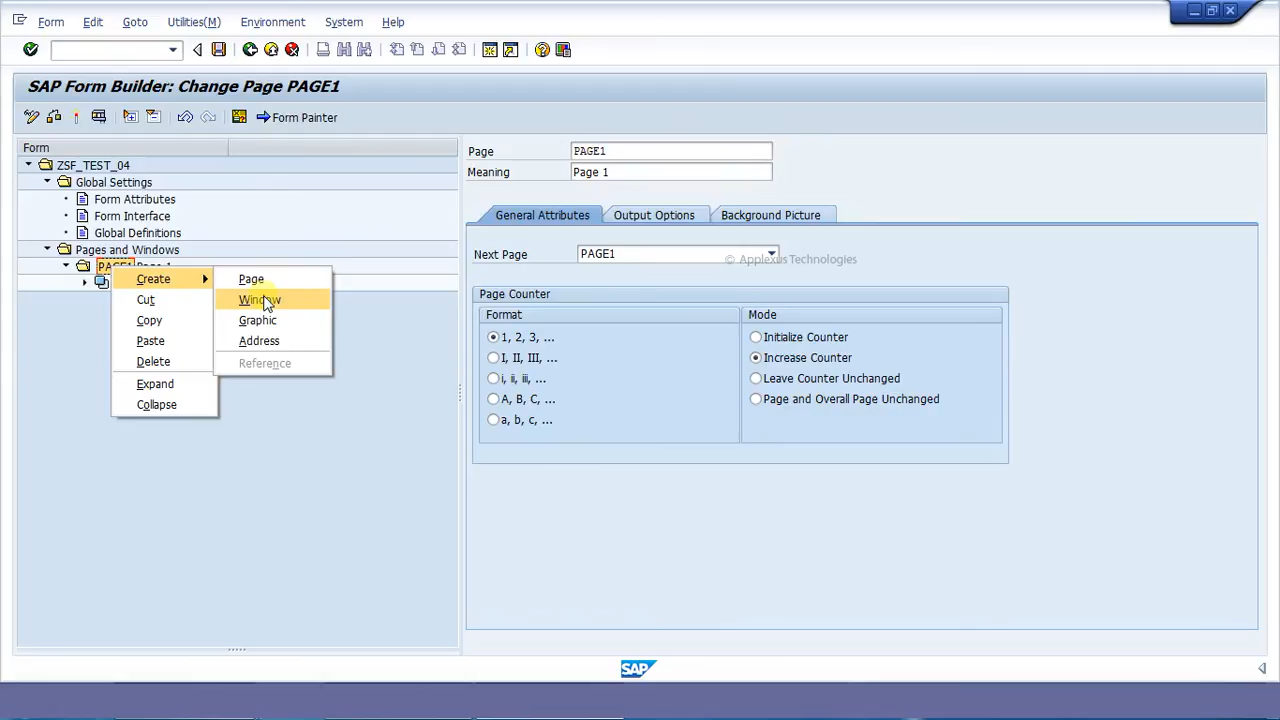 Form Edit Goto Utilities(M) Environment System Help
SAP Form Builder: Change Page PAGE1
Form Painter
Form
ZSF_TEST_04
Global Settings
Form Attributes
Form Interface
Global Definitions
Pages and Windows
PAGE1 Page 1
Create
Cut
Copy
Paste
Delete
Expand
Collapse
Page
Window
Graphic
Address
Reference
Page PAGE1
Meaning Page 1
General Attributes Output Options Background Picture
Next Page PAGE1
© Applexus Technologies
Page Counter
Format
1, 2, 3, ...
I, II, III, ...
i, ii, iii, ...
A, B, C, ...
a, b, c, ...
Mode
Initialize Counter
Increase Counter
Leave Counter Unchanged
Page and Overall Page Unchanged
SAP